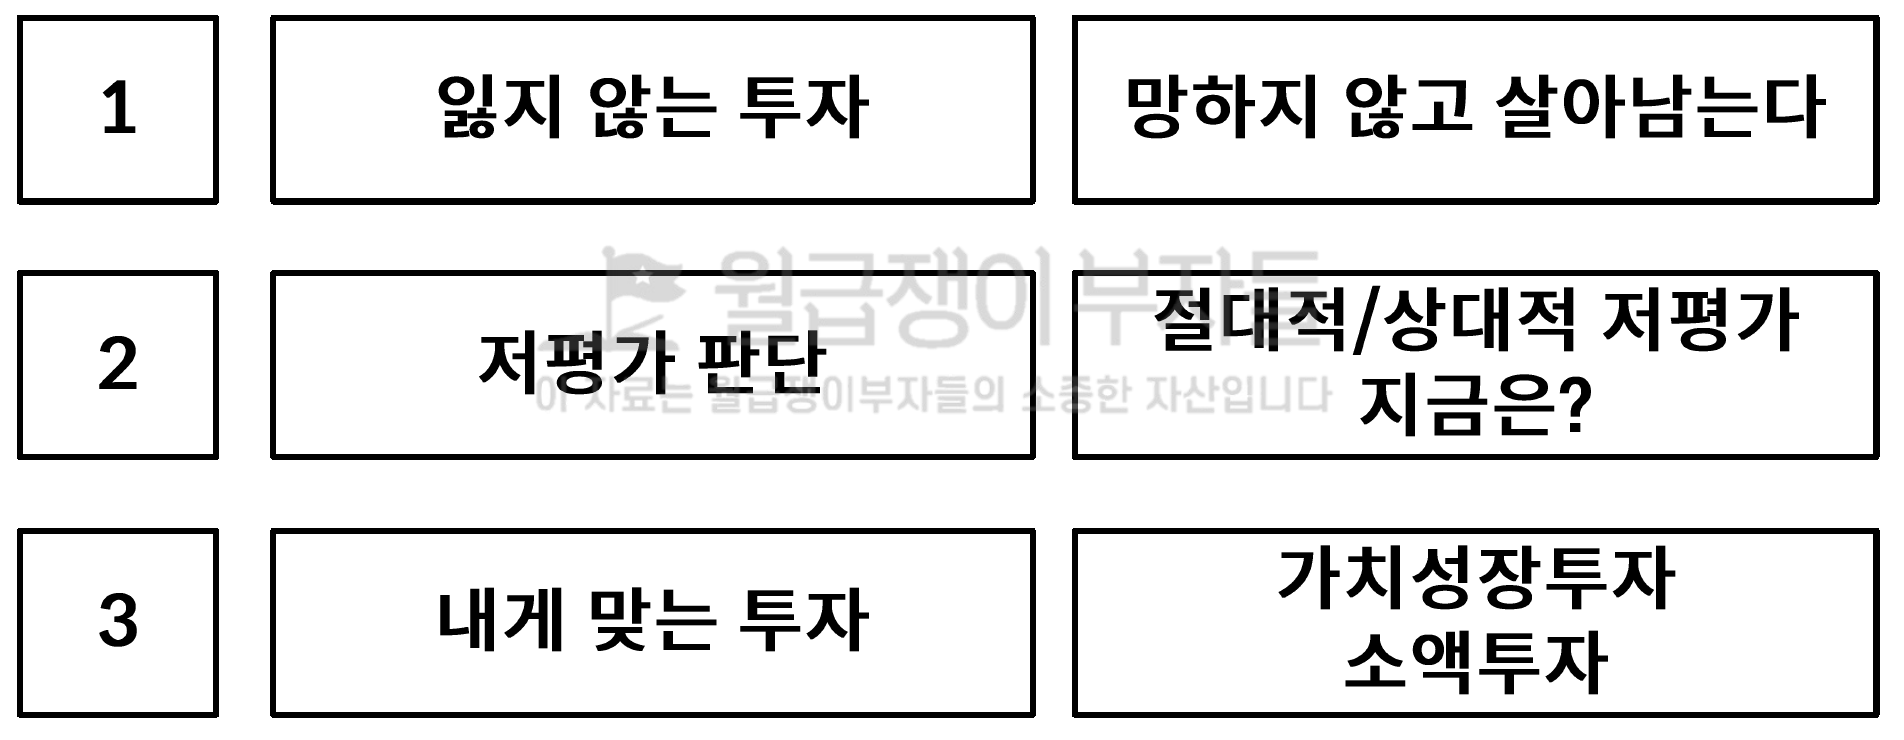 1
잃지 않는 투자
망하지 않고 살아남는다
월급쟁이부자들
2
저평가 판단
절대적/상대적 저평가
지금은?
이 자료는 월급쟁이부자들의 소중한 자산입니다
3
내게 맞는 투자
가치성장투자
소액투자